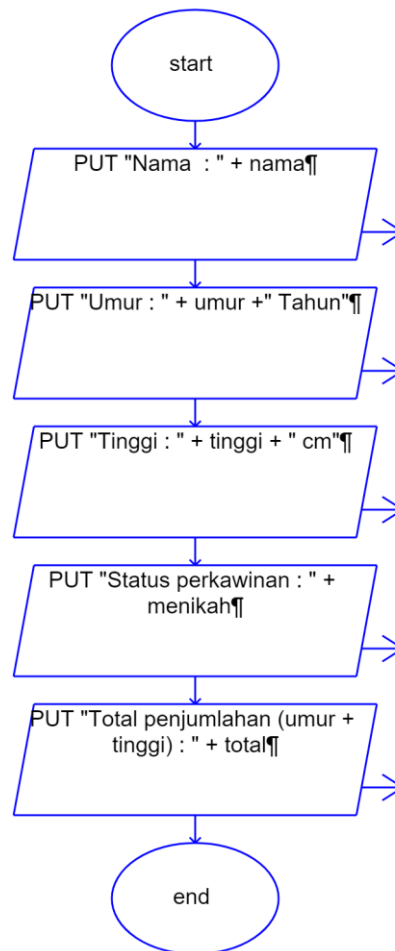 start
PUT "Nama  : " + nama¶
PUT "Umur : " + umur +" Tahun"¶
PUT "Tinggi : " + tinggi + " cm"¶
PUT "Status perkawinan : " +
menikah¶
PUT "Total penjumlahan (umur +
tinggi) : " + total¶
end